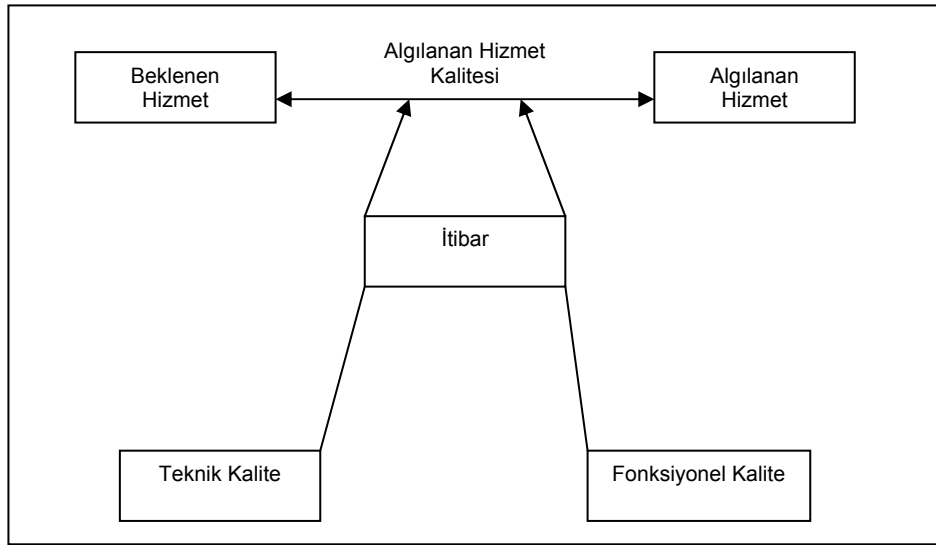 Beklenen
Hizmet
Algılanan Hizmet
Kalitesi
Algılanan
Hizmet
İtibar
Teknik Kalite
Fonksiyonel Kalite